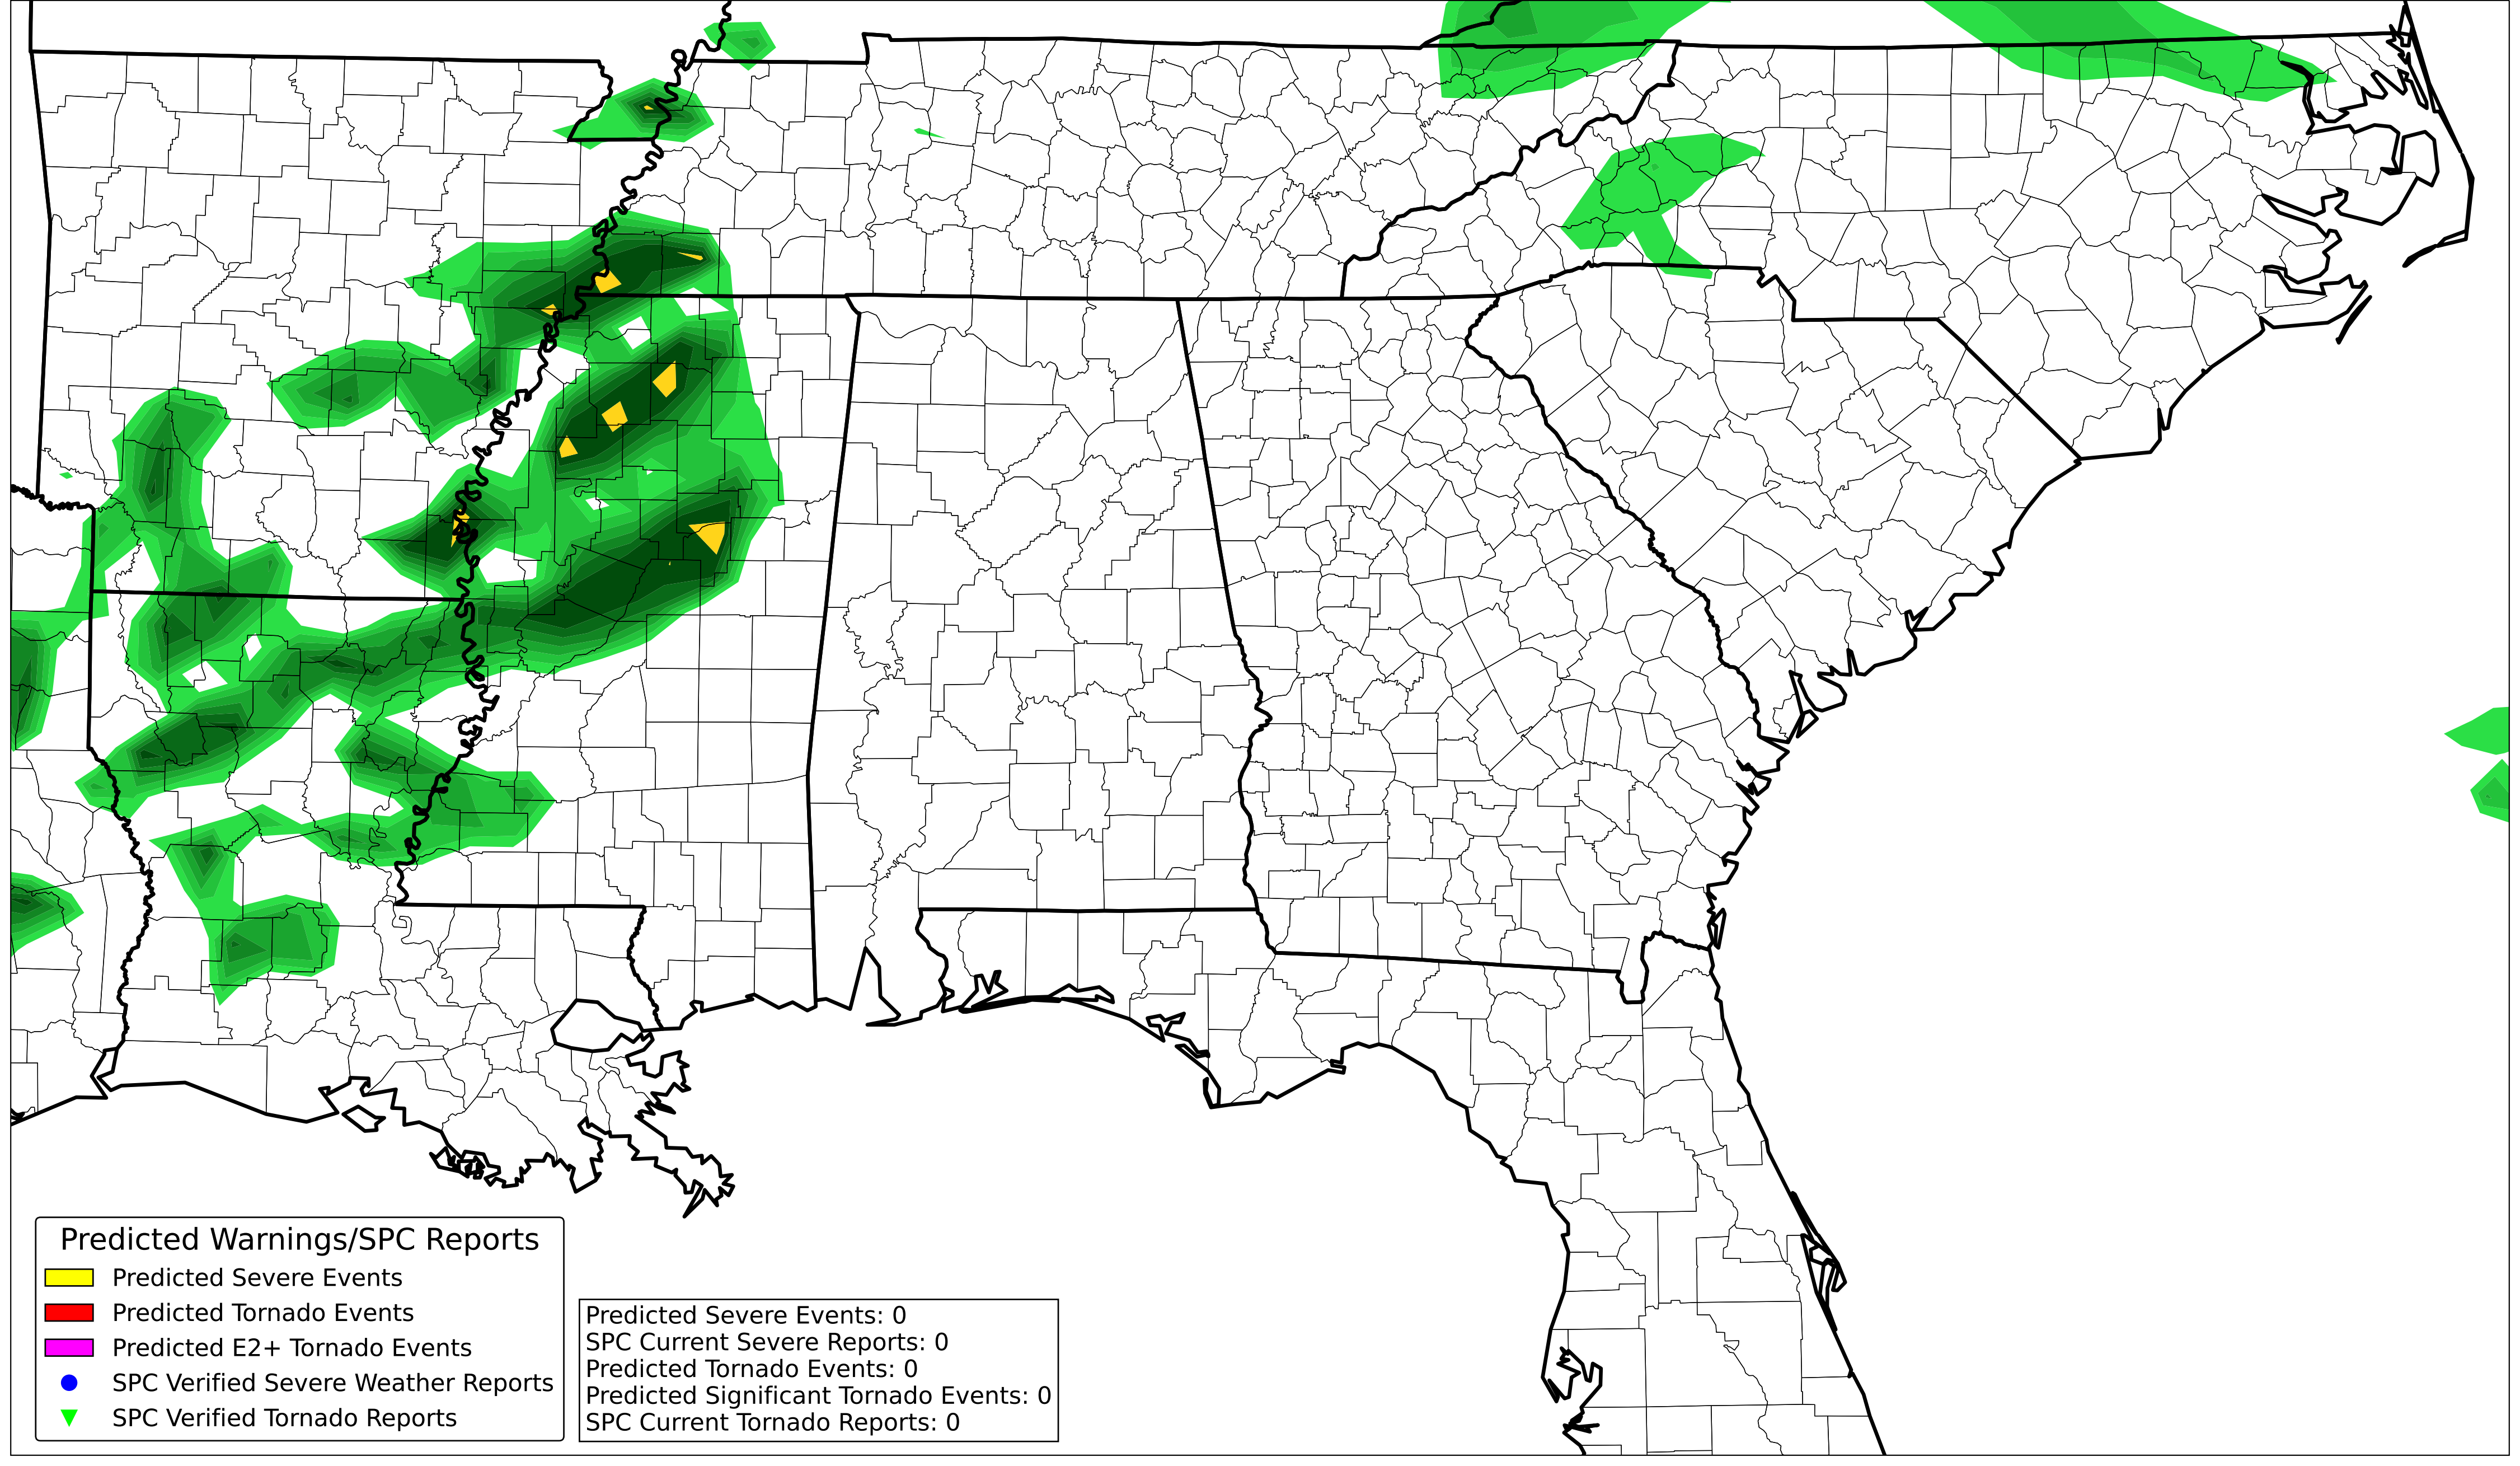 Predicted Warnings/SPC Reports
Predicted Severe Events
Predicted Tornado Events
Predicted E2+ Tornado Events
SPC Verified Severe Weather Reports
SPC Verified Tornado Reports
Predicted Severe Events: 0
SPC Current Severe Reports: 0
Predicted Tornado Events: 0
Predicted Significant Tornado Events: 0
SPC Current Tornado Reports: 0